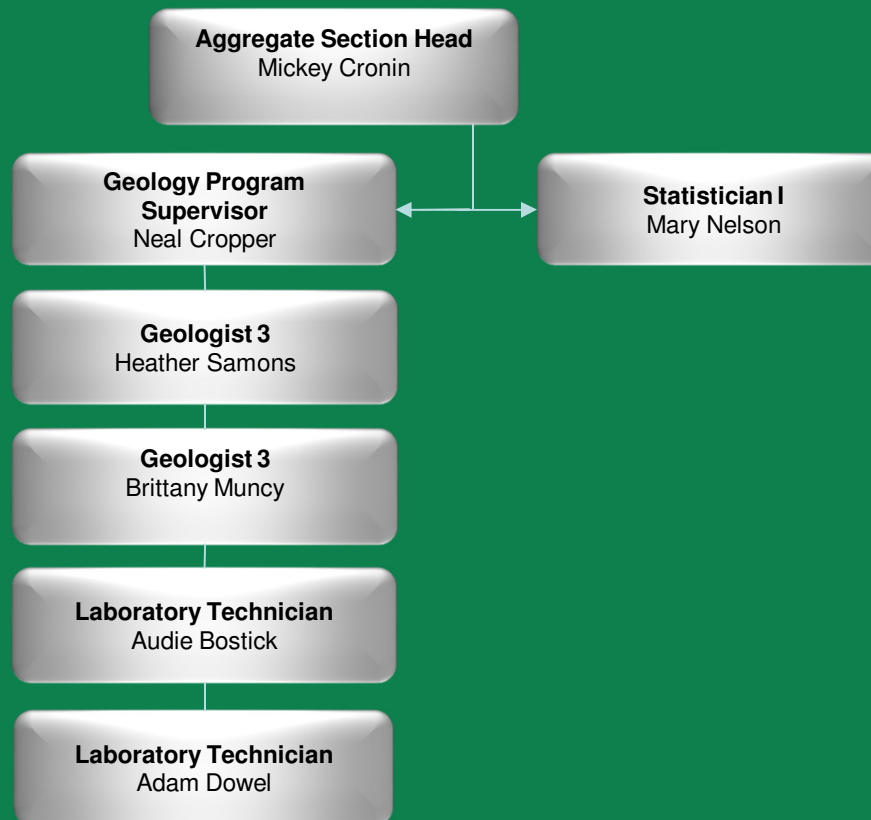 Aggregate Section Head
Mickey Cronin
Geology Program
Supervisor
Neal Cropper
Statistician I
Mary Nelson
Geologist 3
Heather Samons
Geologist 3
Brittany Muncy
Laboratory Technician
Audie Bostick
Laboratory Technician
Adam Dowel